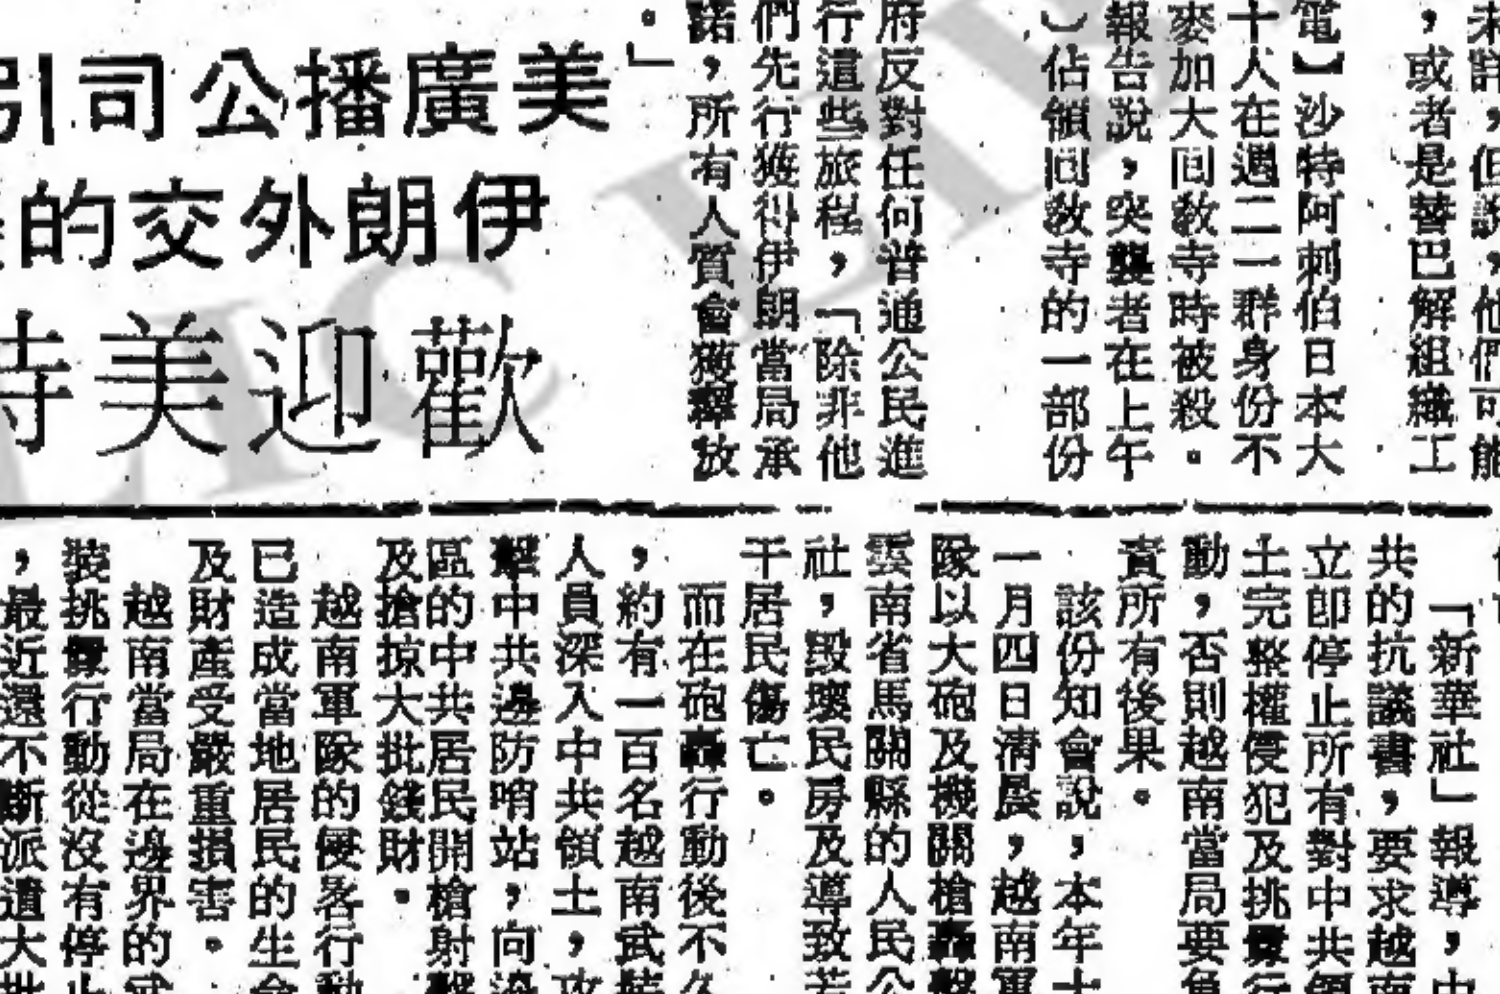 未詳，但說，他們可能
，或者是替巴解組織工
電】沙特阿刺伯日本大
十人在遇二一群身份不
麥加大囘敎寺時被殺。
報告說，突襲者在上午
）佔領囘敎寺的一部份
府反對任何普通公民進
行這些旅程，「除非他
們先行獲得伊朗當局承
諾，所有人質會獲釋放
。」
美廣播公司引
伊朗外交的
歡迎美特
「新華社」報導，中
共的抗議書，要求越南
立卽停止所有對中共領
土完整權侵犯及挑釁行
動，否則越南當局要負
責所有後果。
該份知會說，本年十
一月四日淸晨，越南軍
隊以大砲及機關槍轟擊
雲南省馬關縣的人民公
社，毀壞民房及導致若
干居民傷亡。
而在砲轟行動後不久
，約有一百名越南武裝
人員深入中共領土，攻
擊中共邊防哨站，向邊
區的中共居民開槍射擊
及搶掠大批錢財。
越南軍隊的侵畧行動
已造成當地居民的生命
及財產受嚴重損害。
越南當局在邊界的武
裝挑釁行動從沒有停止
，最近還不斷派遣大批